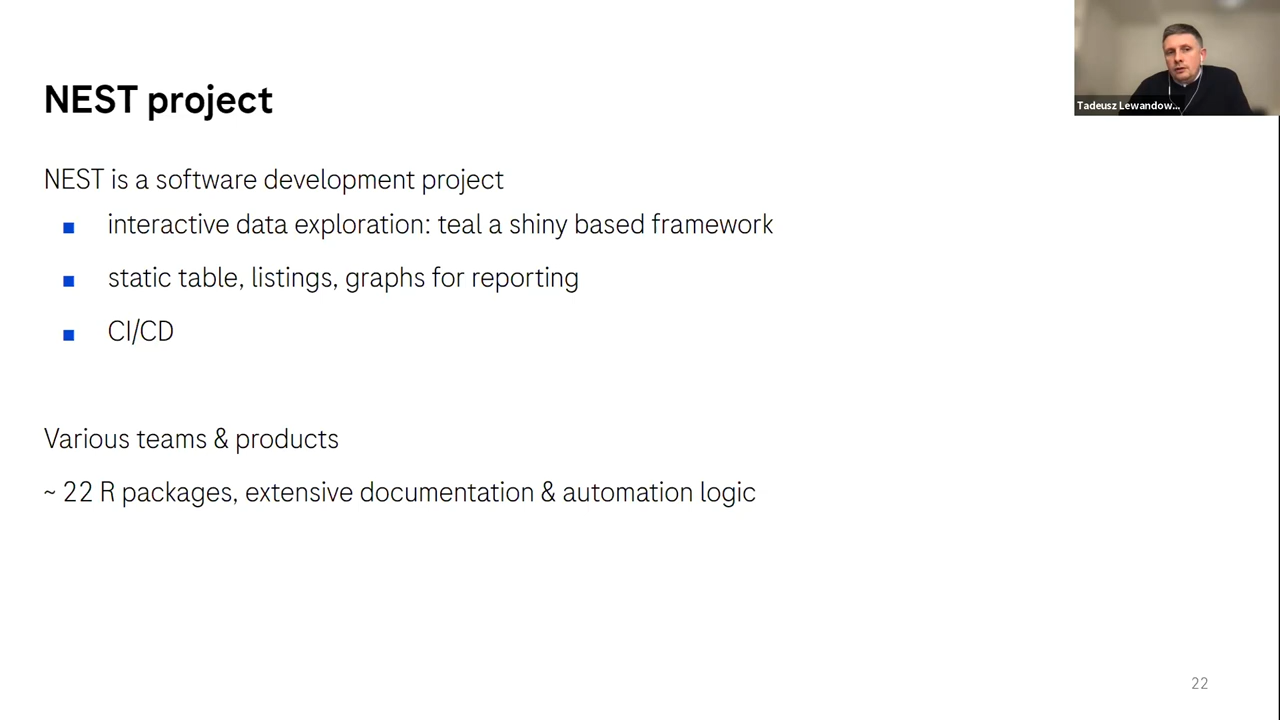 NEST project
Tadeusz Lewandow...
NEST is a software development project
interactive data exploration: teal a shiny based framework
static table, listings, graphs for reporting
CI/CD
Various teams & products
~ 22 R packages, extensive documentation & automation logic
22